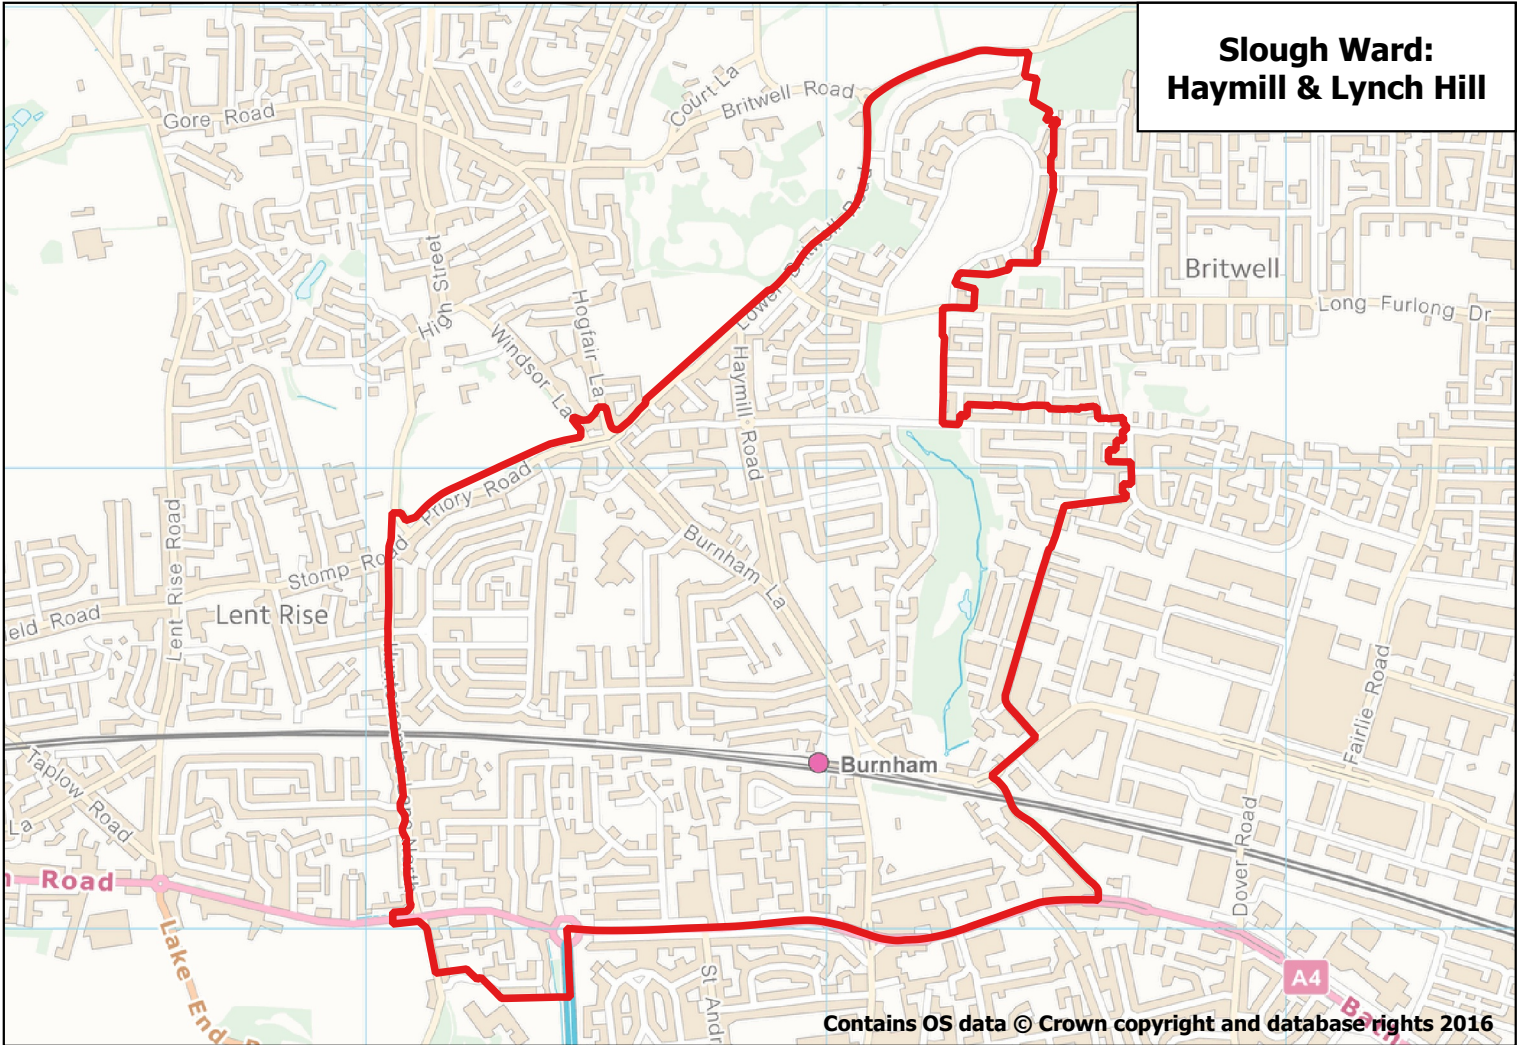 Slough Ward:
Haymill & Lynch Hill
Court La
Britwell Road
Gore Road
Lower Britwell Road
High Street
Hogfair La
Windsor La
Britwell
Long Furlong Dr
Haymill Road
Priory Road
Stomp Road
Lent Rise Road
Lent Rise
Burnham La
Fairlie Road
Burnham
Taplow Road
La
Road
Dover Road
Lake End
St Andr
A4
Bath
Contains OS data © Crown copyright and database rights 2016